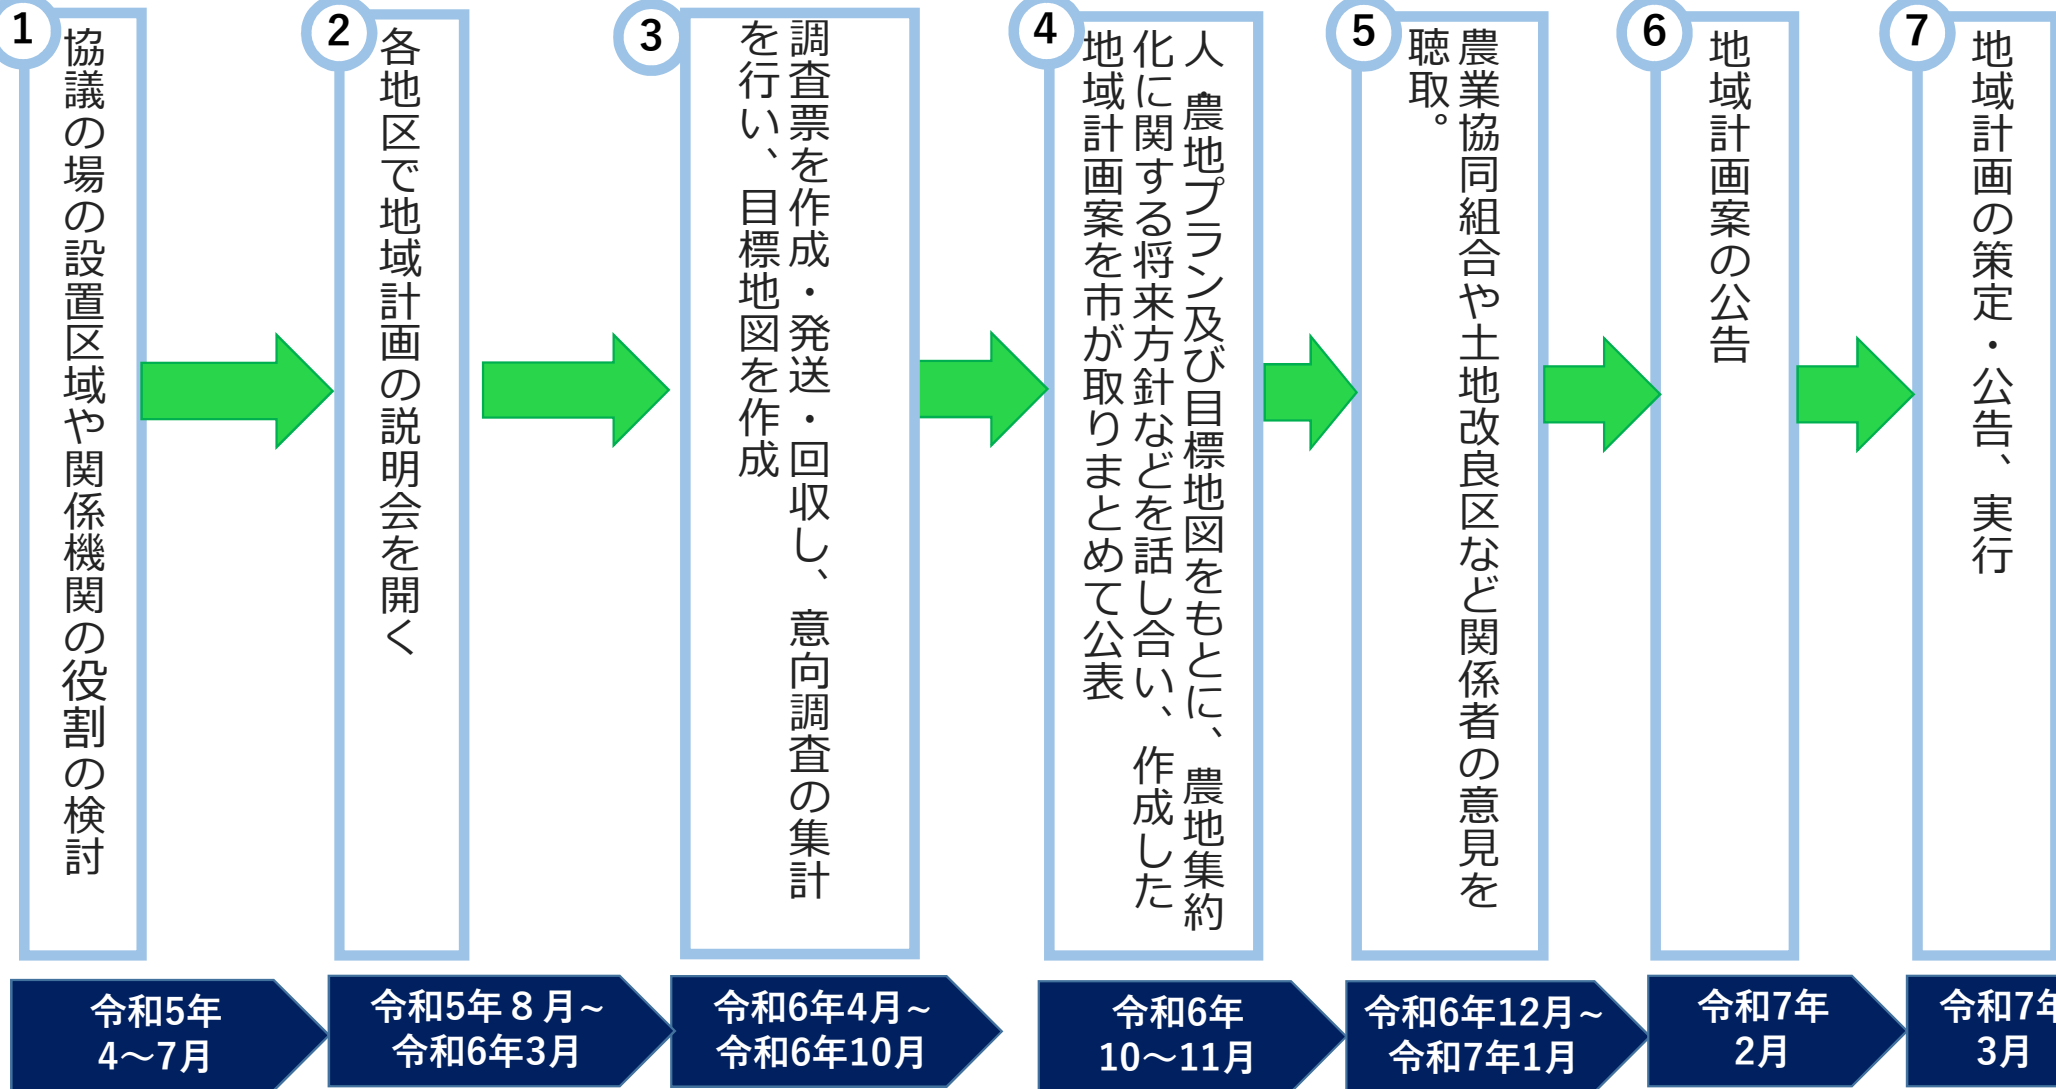 1
協議の場の設置区域や関係機関の役割の検討
2
各地区で地域計画の説明会を開く
3
調査票を作成・発送・回収し、意向調査の集計
を行い、目標地図を作成
4
人・農地プラン及び目標地図をもとに、農地集約
化に関する将来方針などを話し合い、作成した
地域計画案を市が取りまとめて公表
5
農業協同組合や土地改良区など関係者の意見を
聴取。
6
地域計画案の公告
7
地域計画の策定・公告、実行
令和5年
4～7月
令和5年８月~
令和6年3月
令和6年4月~
令和6年10月
令和6年
10～11月
令和6年12月~
令和7年1月
令和7年
2月
令和7年
3月